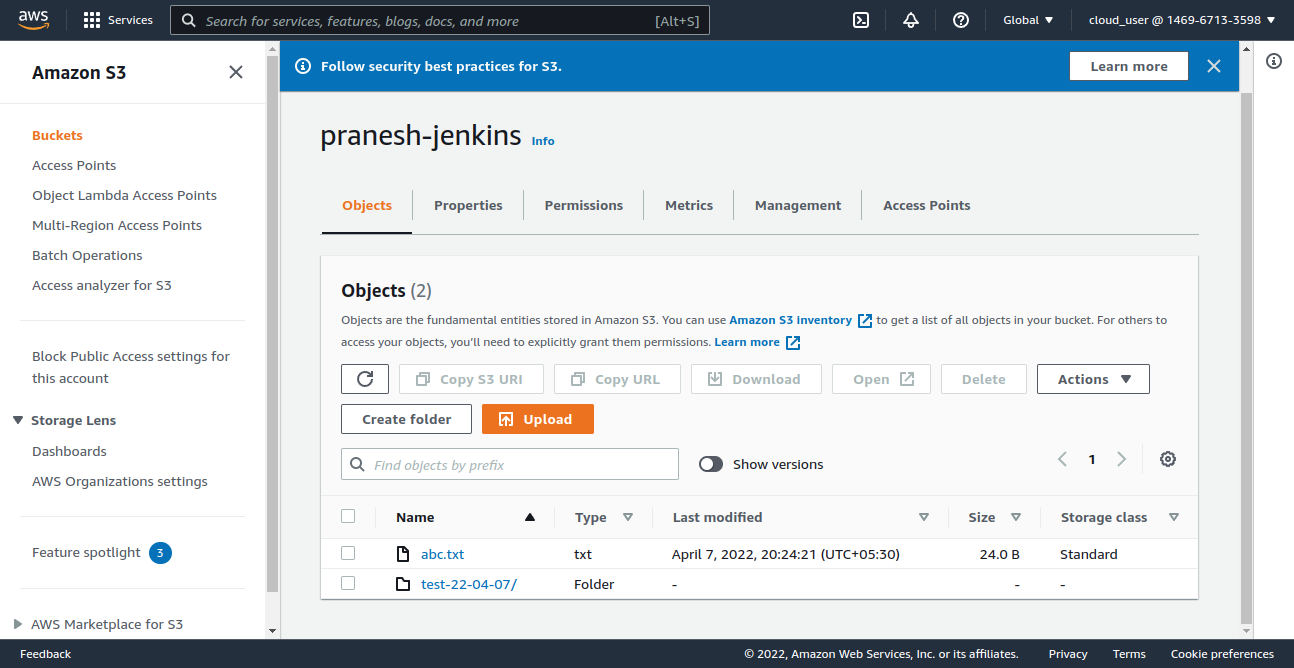 aws
Services
Search for services, features, blogs, docs, and more
[Alt+S]
Global
cloud_user @ 1469-6713-3598
Amazon S3
Buckets
Access Points
Object Lambda Access Points
Multi-Region Access Points
Batch Operations
Access analyzer for S3
Block Public Access settings for
this account
Storage Lens
Dashboards
AWS Organizations settings
Feature spotlight 3
AWS Marketplace for S3
Follow security best practices for S3.
Learn more
pranesh-jenkins Info
Objects
Properties
Permissions
Metrics
Management
Access Points
Objects (2)
Objects are the fundamental entities stored in Amazon S3. You can use Amazon S3 Inventory to get a list of all objects in your bucket. For others to
access your objects, you’ll need to explicitly grant them permissions. Learn more
Copy S3 URI
Copy URL
Download
Open
Delete
Actions
Create folder
Upload
Find objects by prefix
Show versions
1
Name Type Last modified Size Storage class
abc.txt txt April 7, 2022, 20:24:21 (UTC+05:30) 24.0 B Standard
test-22-04-07/ Folder - - -
Feedback
© 2022, Amazon Web Services, Inc. or its affiliates.
Privacy
Terms
Cookie preferences